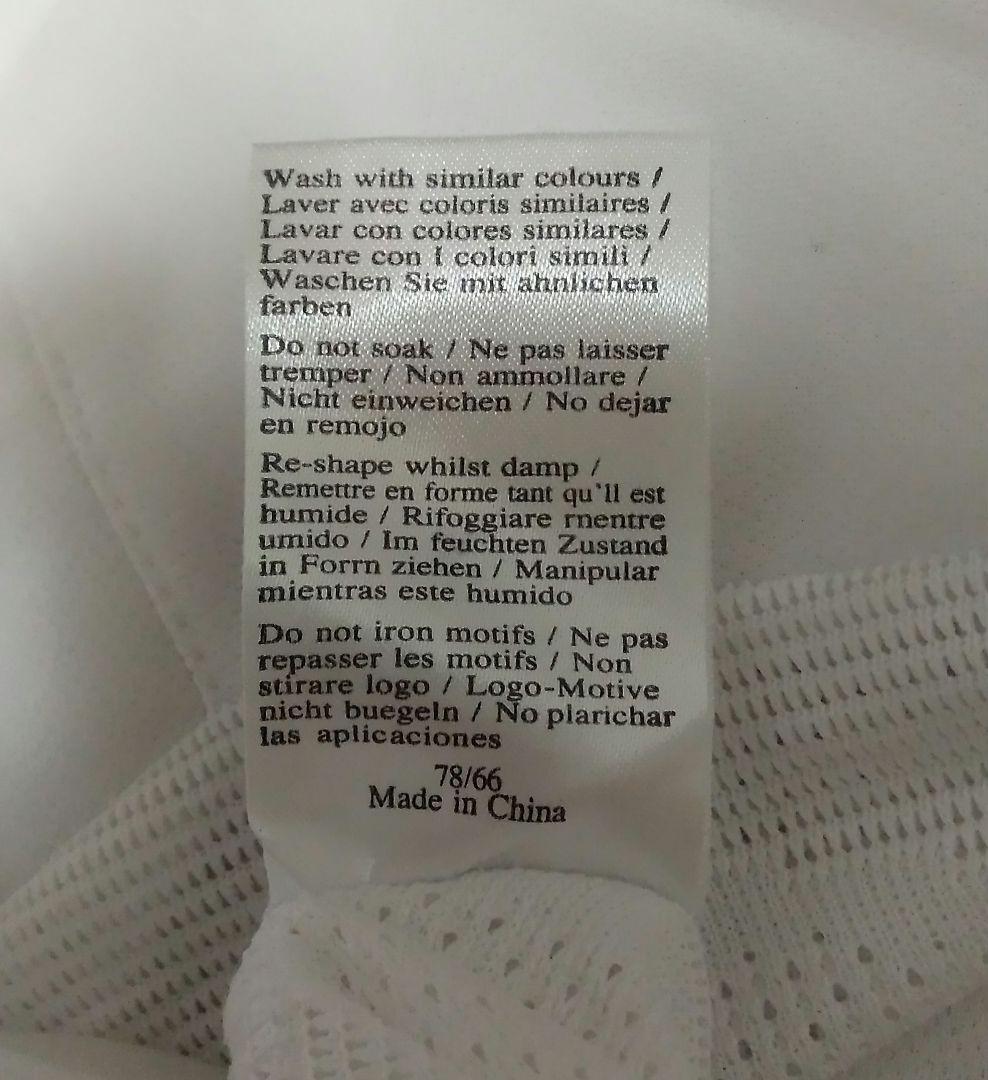 Wash with similar colours /
Laver avec coloris similaires /
Lavar con colores similares /
Lavare con i colori simili /
Waschen Sie mit ahnlichen
farben
Do not soak / Ne pas laisser
tremper / Non ammollare /
Nicht einweichen / No dejar
en remojo
Re-shape whilst damp /
Remettre en forme tant qu'll est
humide / Rifoggiare rnentre
umido / Im feuchten Zustand
in Forrn ziehen / Manipular
mientras este humido
Do not iron motifs / Ne pas
repasser les motifs / Non
stirare logo / Logo-Motive
nicht buegeln / No plarichar
las aplicaciones
78/66
Made in China